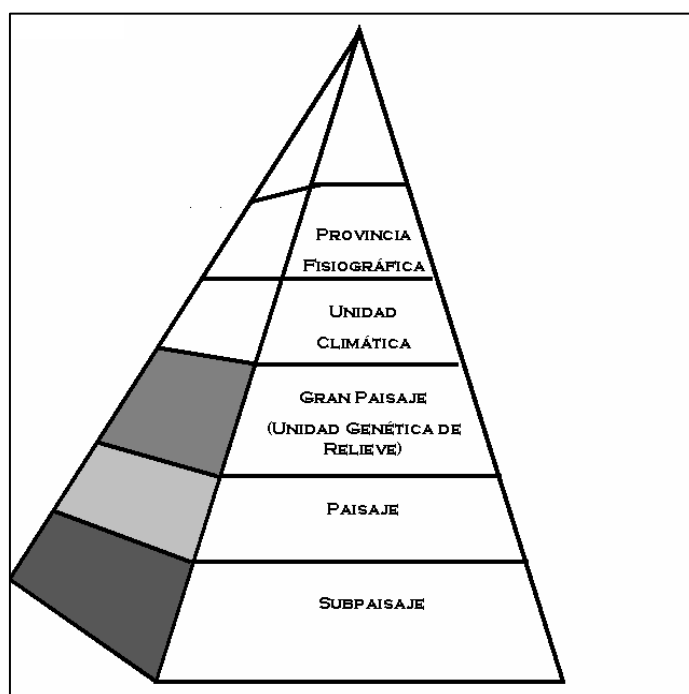 PROVINCIA
FISIOGRÁFICA
UNIDAD
CLIMÁTICA
GRAN PAISAJE
(UNIDAD GENÉTICA DE
RELIEVE)
PAISAJE
SUBPAISAJE